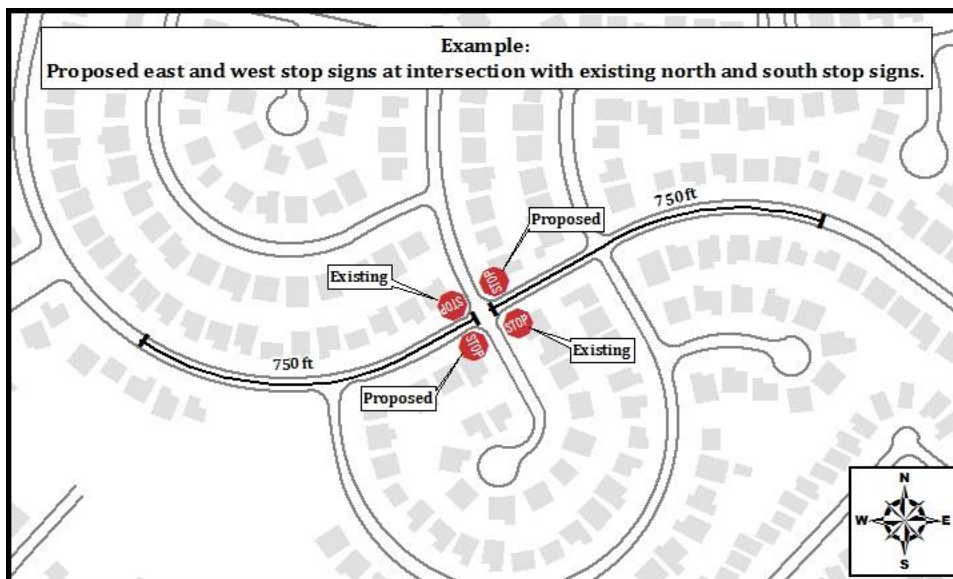 Example:
Proposed east and west stop signs at intersection with existing north and south stop signs.
750 ft
Proposed
STOP
Existing
STOP
STOP
Existing
STOP
750 ft
Proposed
N
W E
S